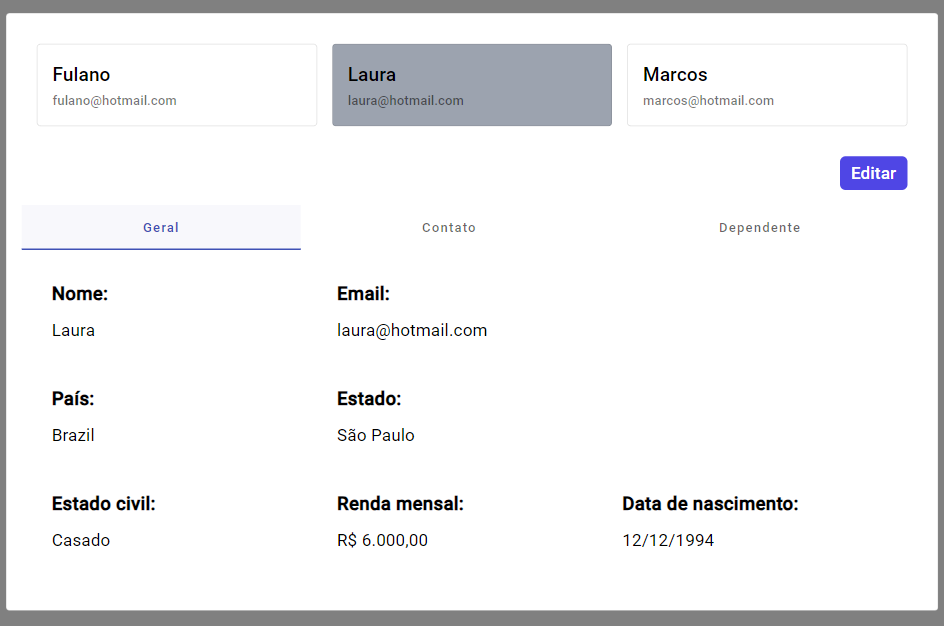 Fulano
fulano@hotmail.com
Laura
laura@hotmail.com
Marcos
marcos@hotmail.com
Editar
Geral Contato Dependente
Nome: Email:
Laura laura@hotmail.com
País: Estado:
Brazil São Paulo
Estado civil: Renda mensal: Data de nascimento:
Casado R$ 6.000,00 12/12/1994